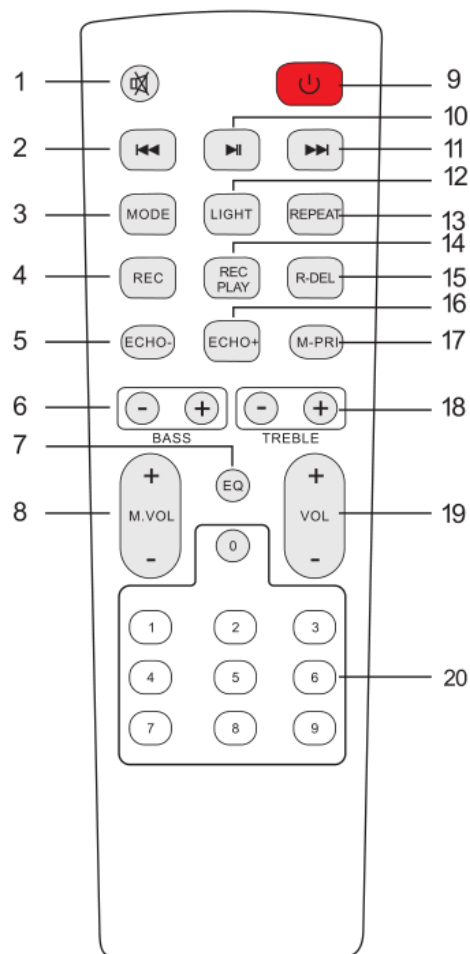 1 9
10
2 11
12
3 MODE LIGHT REPEAT 13
14
4 REC REC PLAY R-DEL 15
16
5 ECHO- ECHO+ M-PRI 17
6 - + - + 18
BASS TREBLE
7
+ EQ +
8 M.VOL VOL 19
- 0 -
1 2 3
4 5 6 20
7 8 9